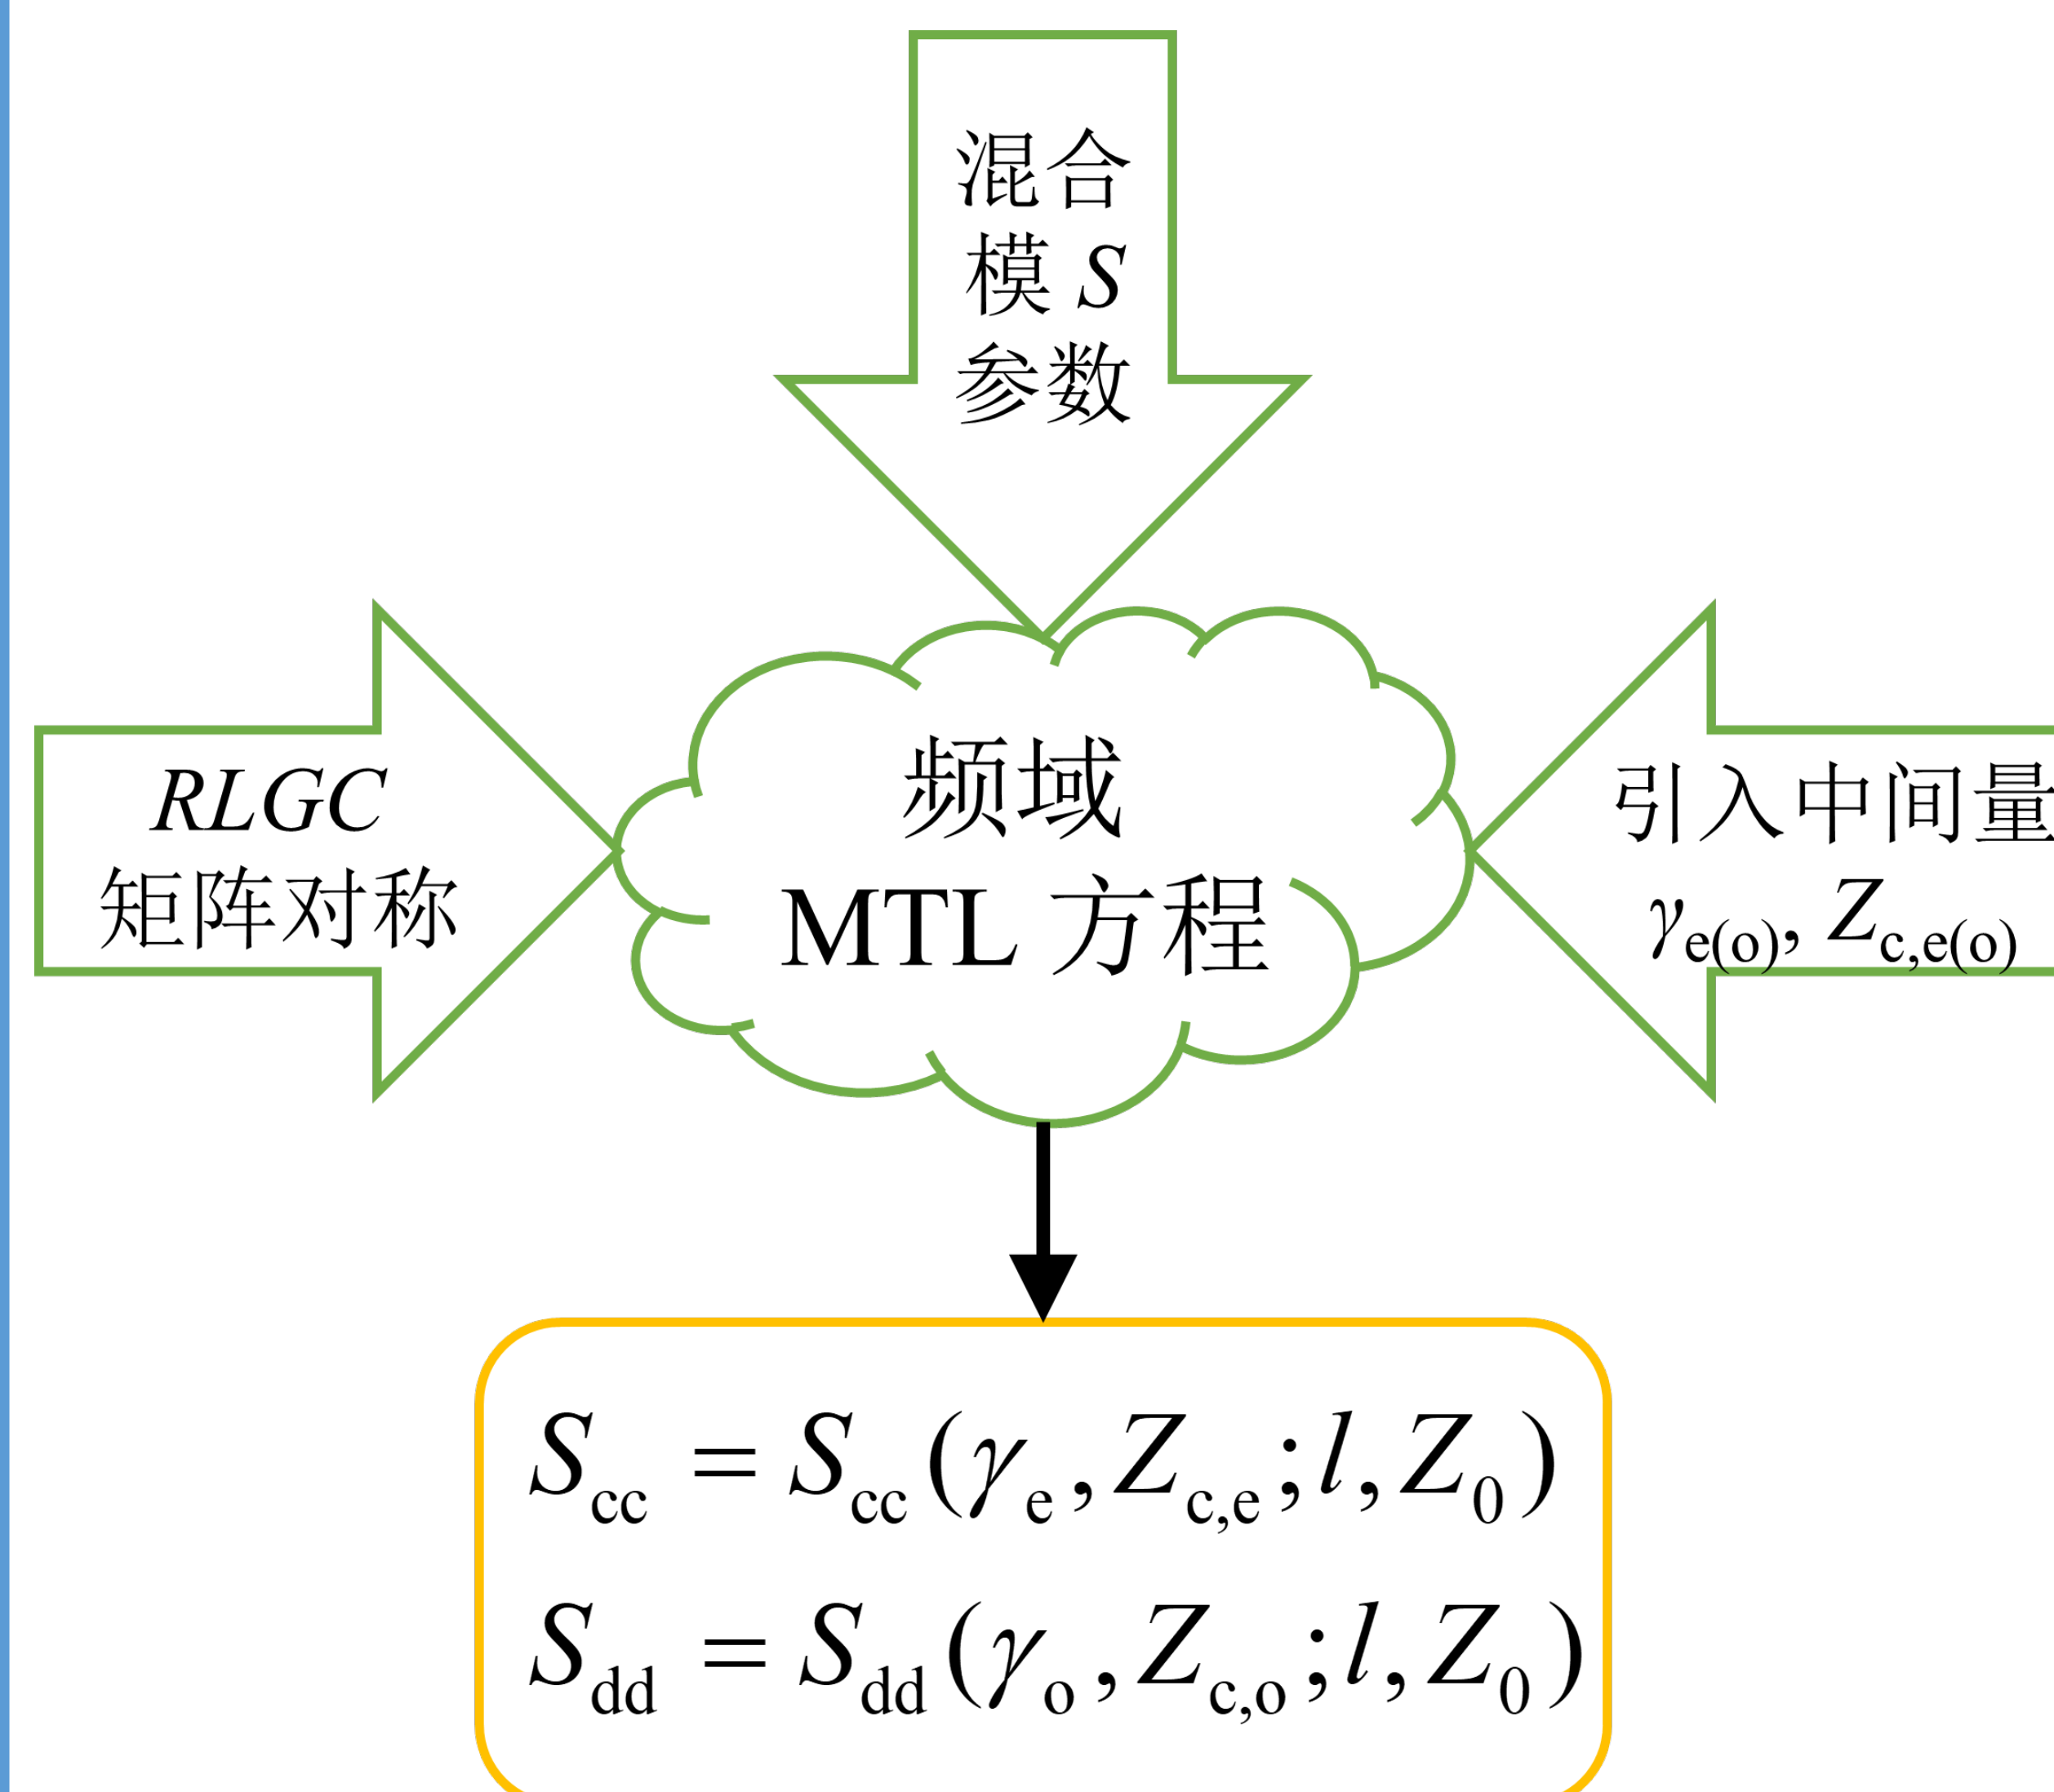 混合
模 S
参数
RLGC
矩阵对称
频域
MTL 方程
引入中间量
γe(o), Zc,e(o)
Scc = Scc(γe, Zc,e; l, Z0)
Sdd = Sdd(γo, Zc,o; l, Z0)